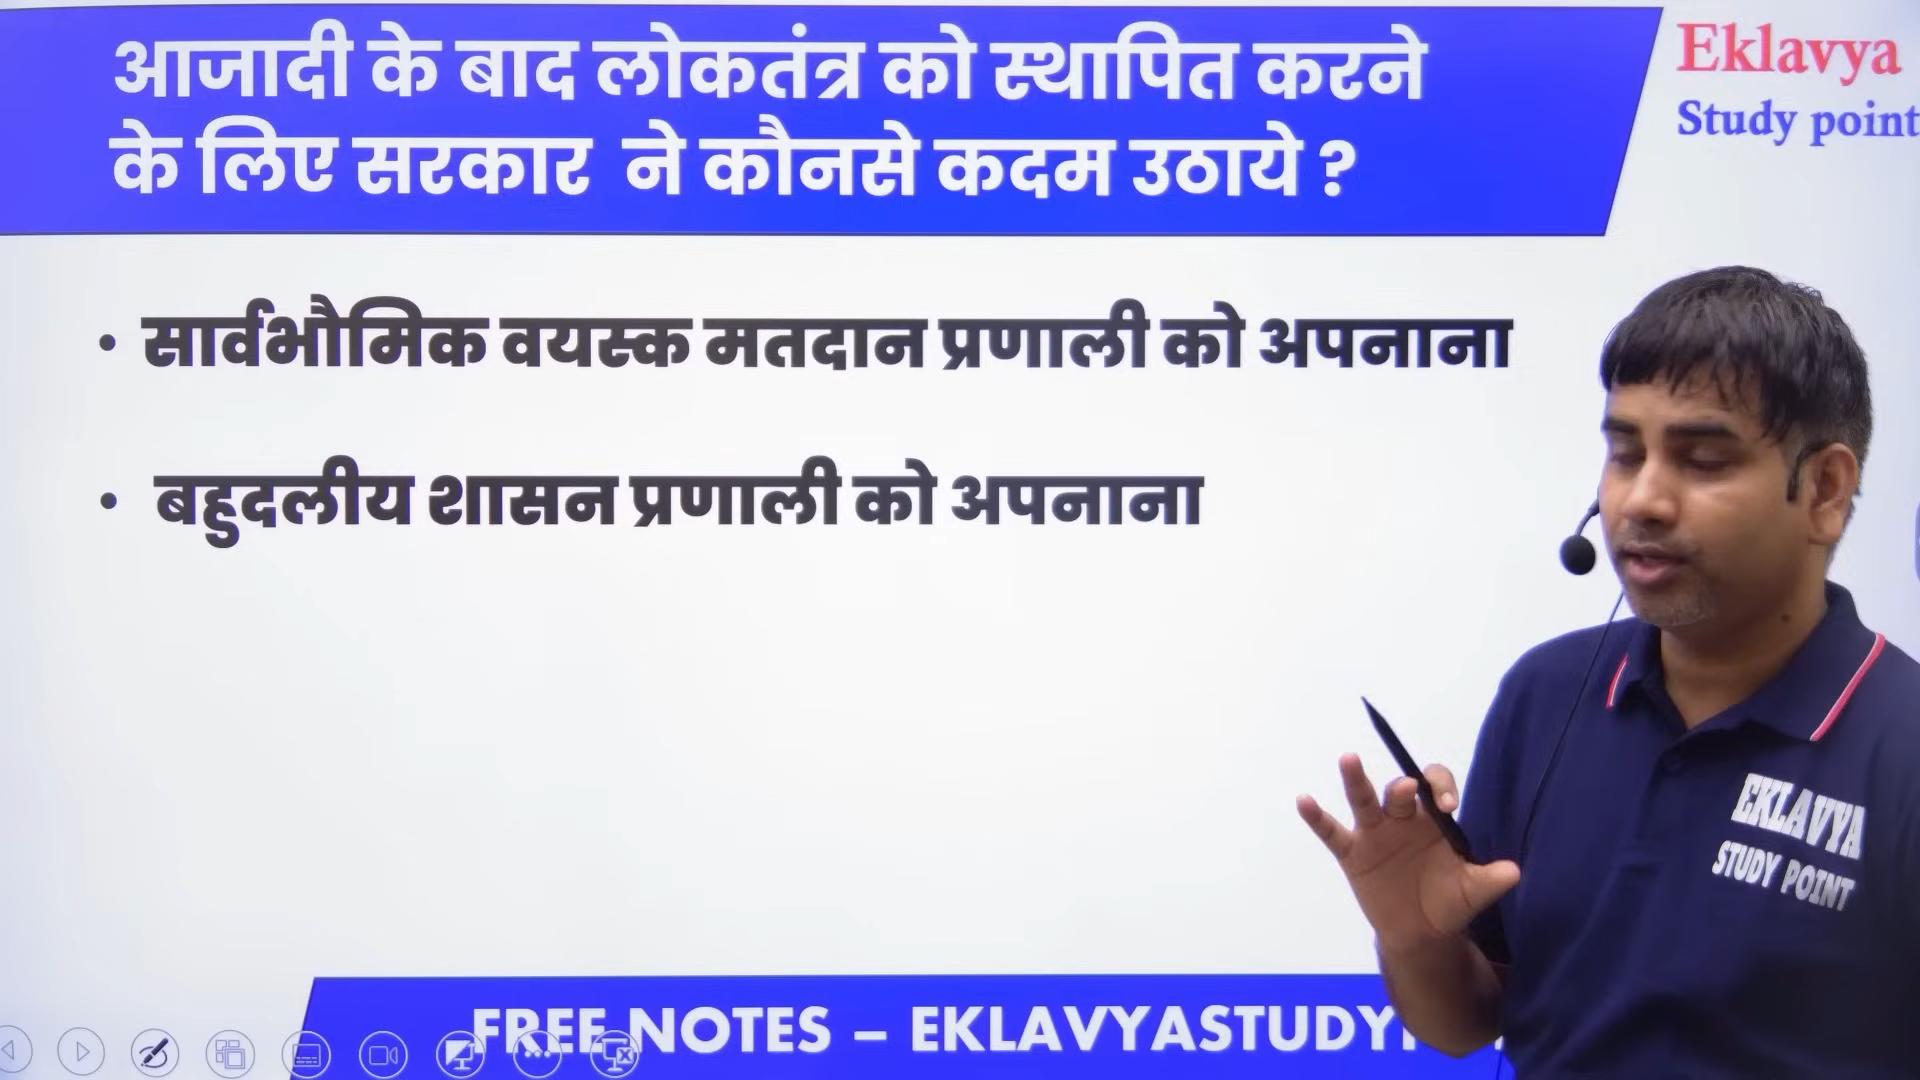 आजादी के बाद लोकतंत्र को स्थापित करने
के लिए सरकार ने कौनसे कदम उठाये ?
Eklavya
Study point
• सार्वभौमिक वयस्क मतदान प्रणाली को अपनाना
• बहुदलीय शासन प्रणाली को अपनाना
EKLAVYA
STUDY POINT
FREE NOTES – EKLAVYASTUDY